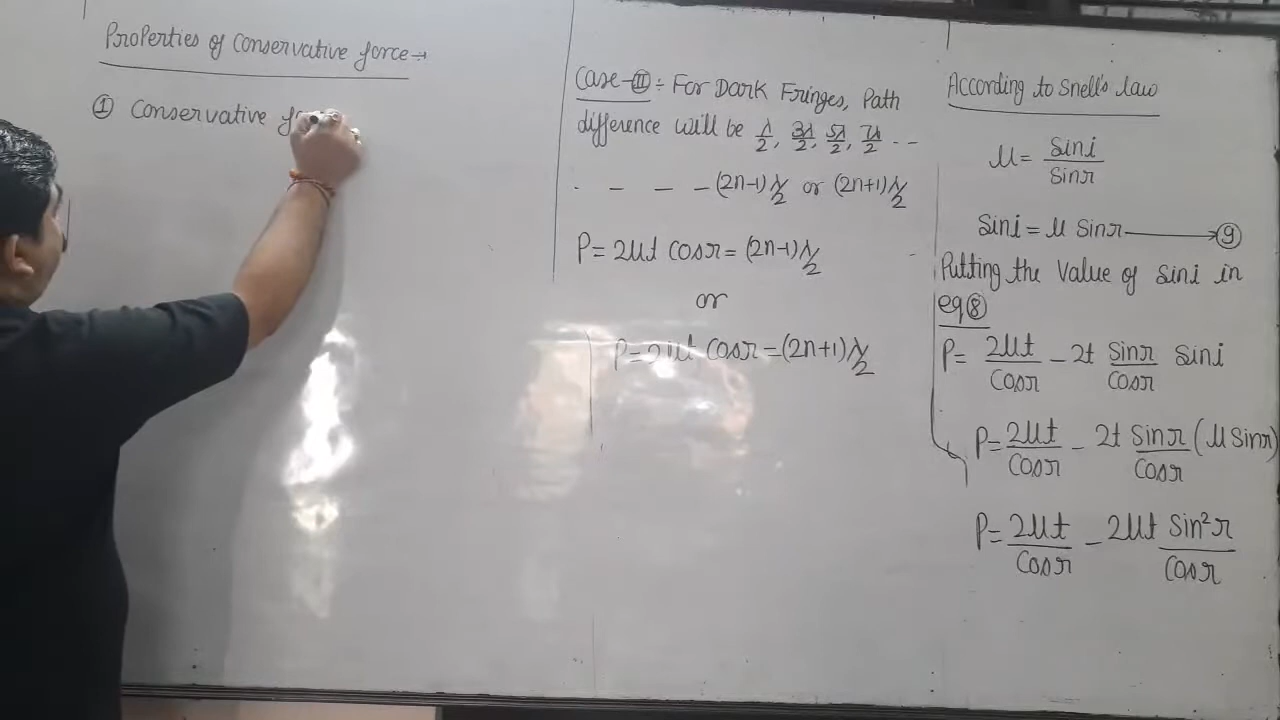 Properties of Conservative force→
① Conservative
Case-III ÷ For Dark Fringes, Path
difference will be λ/2, 3λ/2, 5λ/2, 7λ/2 - -
- - - - (2n-1)λ/2 or (2n+1)λ/2
P= 2μt cosr = (2n-1)λ/2
or
P=2μt cosr =(2n+1)λ/2
According to Snell's law
μ= sini/sinr
sini = μ sinr → ⑨
Putting the value of sini in
eq⑧
P= 2μt/cosr - 2t sinr/cosr sini
P= 2μt/cosr - 2t sinr/cosr (μ sinr)
P= 2μt/cosr - 2μt sin²r/cosr